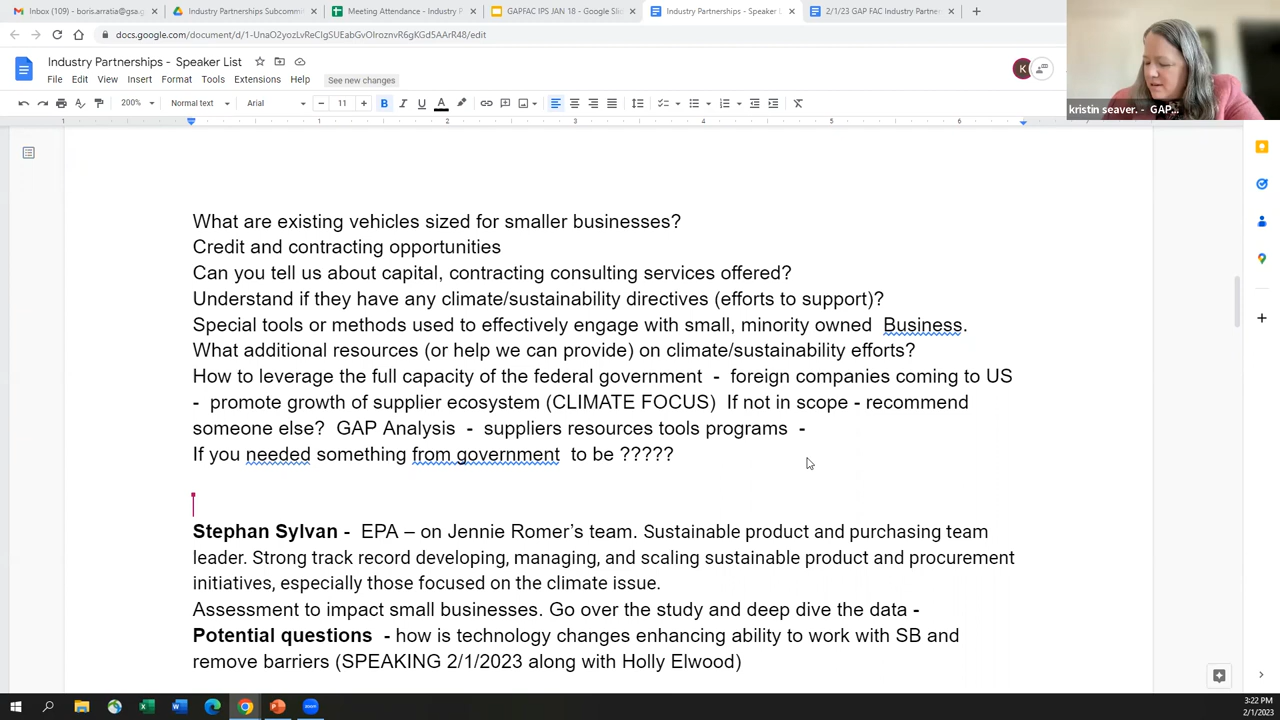 Inbox (109) - boris.arratia@gsa.g
Industry Partnerships Subcommi
Meeting Attendance - Industry P
GAPFAC IPS JAN 18 - Google Slid
Industry Partnerships - Speaker L
2/1/23 GAP FAC Industry Partne
docs.google.com/document/d/1-UnaO2yozLvReClgSUEabGvOlroznvR6gKGd5AArR48/edit
Industry Partnerships - Speaker List
File Edit View Insert Format Tools Extensions Help See new changes
K
kristin seaver. - GAP...
200% Normal text Arial 11 B I U A
1 1 2 3 4 5 6
What are existing vehicles sized for smaller businesses?
Credit and contracting opportunities
Can you tell us about capital, contracting consulting services offered?
Understand if they have any climate/sustainability directives (efforts to support)?
Special tools or methods used to effectively engage with small, minority owned Business.
What additional resources (or help we can provide) on climate/sustainability efforts?
How to leverage the full capacity of the federal government - foreign companies coming to US
- promote growth of supplier ecosystem (CLIMATE FOCUS) If not in scope - recommend
someone else? GAP Analysis - suppliers resources tools programs -
If you needed something from government to be ?????
Stephan Sylvan - EPA – on Jennie Romer’s team. Sustainable product and purchasing team
leader. Strong track record developing, managing, and scaling sustainable product and procurement
initiatives, especially those focused on the climate issue.
Assessment to impact small businesses. Go over the study and deep dive the data -
Potential questions - how is technology changes enhancing ability to work with SB and
remove barriers (SPEAKING 2/1/2023 along with Holly Elwood)
3:22 PM
2/1/2023